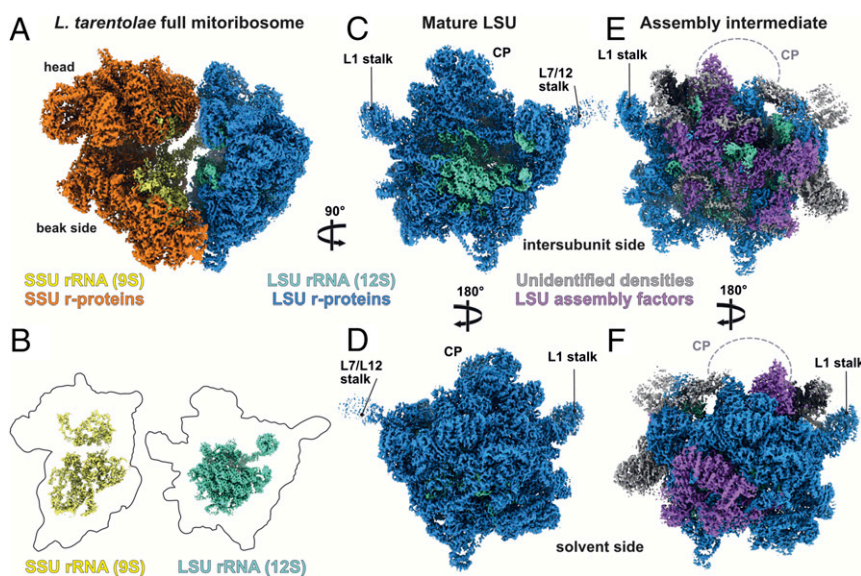 L. tarentolae full mitoribosome
Mature LSU
Assembly intermediate
A
C
E
head
L1 stalk
CP
L7/12
stalk
L1 stalk
CP
beak side
90°
intersubunit side
SSU rRNA (9S)
SSU r-proteins
LSU rRNA (12S)
LSU r-proteins
Unidentified densities
LSU assembly factors
180°
180°
B
D
F
L7/L12
stalk
CP
L1 stalk
CP
L1 stalk
SSU rRNA (9S)
LSU rRNA (12S)
solvent side